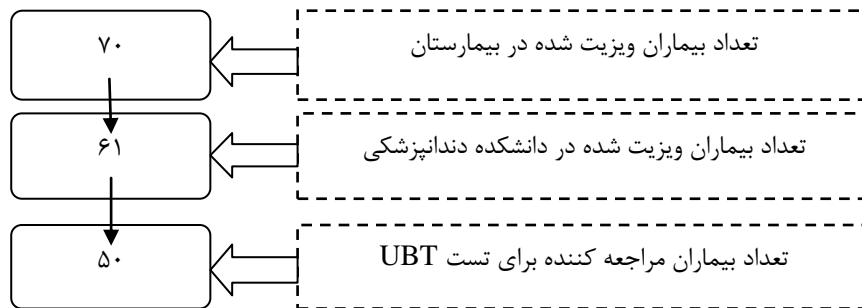 تعداد بیماران ویزیت شده در بیمارستان
۷۰
تعداد بیماران ویزیت شده در دانشکده دندانپزشکی
۶۱
تعداد بیماران مراجعه کننده برای تست UBT
۵۰